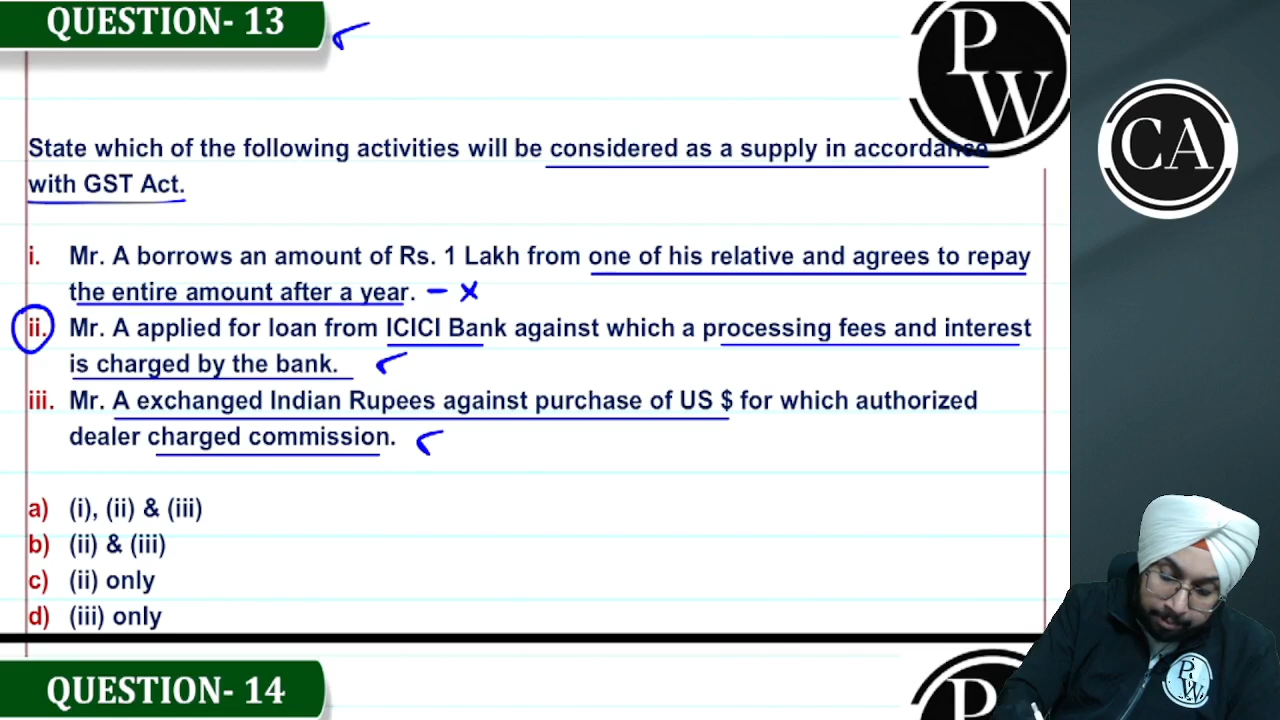 QUESTION- 13
State which of the following activities will be considered as a supply in accordance
with GST Act.
i. Mr. A borrows an amount of Rs. 1 Lakh from one of his relative and agrees to repay
the entire amount after a year.
ii. Mr. A applied for loan from ICICI Bank against which a processing fees and interest
is charged by the bank.
iii. Mr. A exchanged Indian Rupees against purchase of US $ for which authorized
dealer charged commission.
a) (i), (ii) & (iii)
b) (ii) & (iii)
c) (ii) only
d) (iii) only
QUESTION- 14
PW
CA
PW
PW